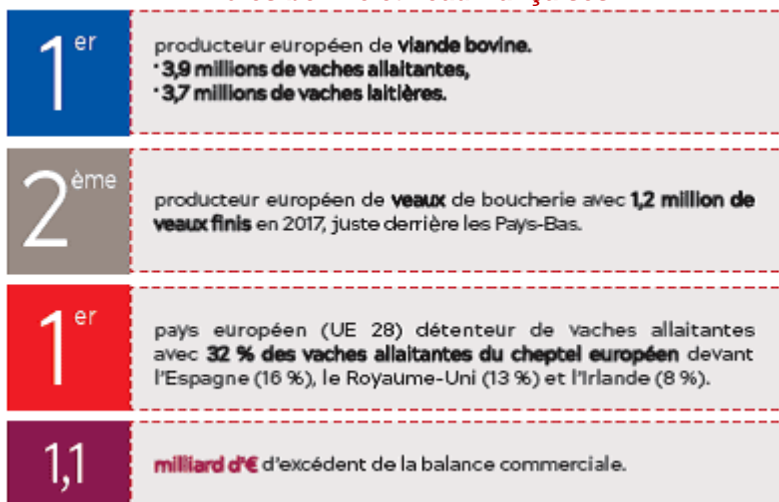 1er
producteur européen de viande bovine.
· 3,9 millions de vaches allaitantes,
· 3,7 millions de vaches laitières.
2ème
producteur européen de veaux de boucherie avec 1,2 million de
veaux finis en 2017, juste derrière les Pays-Bas.
1er
pays européen (UE 28) détenteur de vaches allaitantes
avec 32 % des vaches allaitantes du cheptel européen devant
l'Espagne (16 %), le Royaume-Uni (13 %) et l'Irlande (8 %).
1,1
milliard d'€ d'excédent de la balance commerciale.